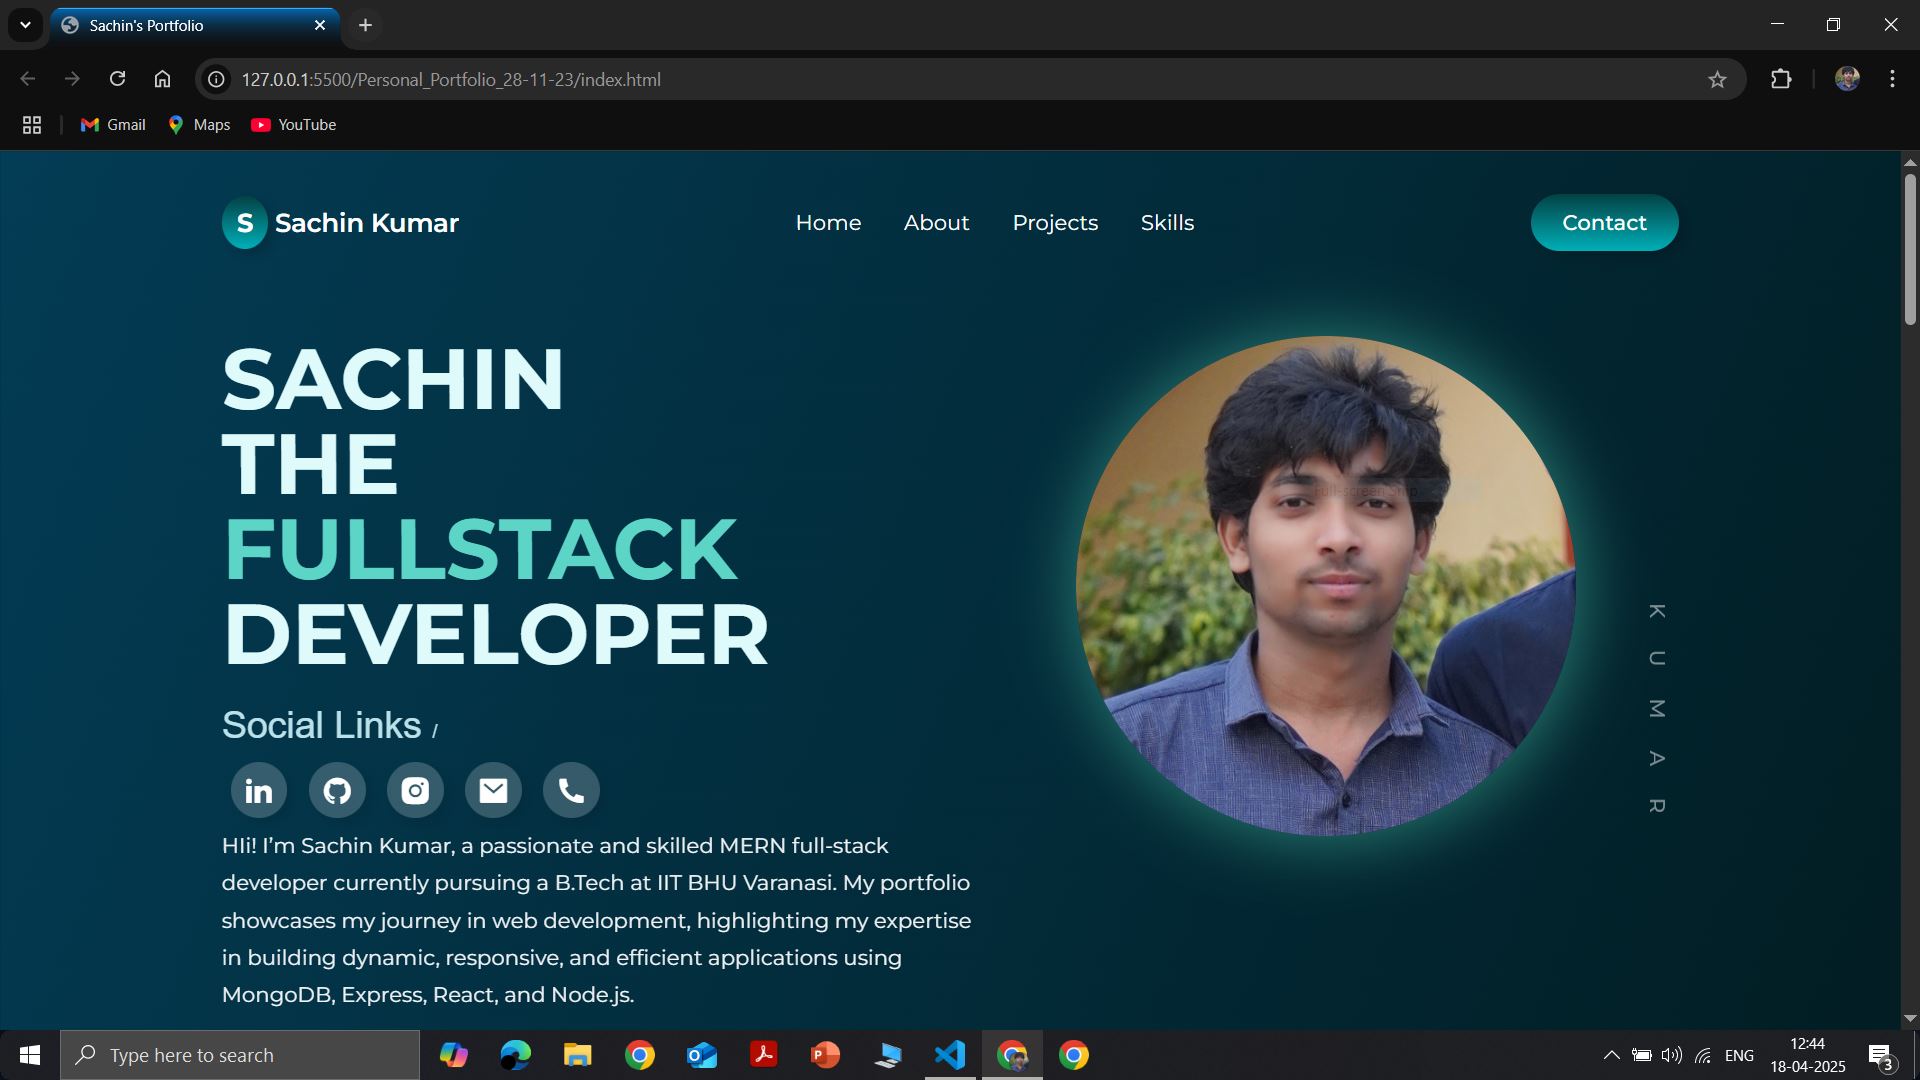 Sachin's Portfolio
127.0.0.1:5500/Personal_Portfolio_28-11-23/index.html
Gmail Maps YouTube
S Sachin Kumar Home About Projects Skills Contact
SACHIN
THE
FULLSTACK
DEVELOPER
KUMAR
Social Links /
in
HIi! I’m Sachin Kumar, a passionate and skilled MERN full-stack
developer currently pursuing a B.Tech at IIT BHU Varanasi. My portfolio
showcases my journey in web development, highlighting my expertise
in building dynamic, responsive, and efficient applications using
MongoDB, Express, React, and Node.js.
Type here to search
ENG
12:44
18-04-2025
3